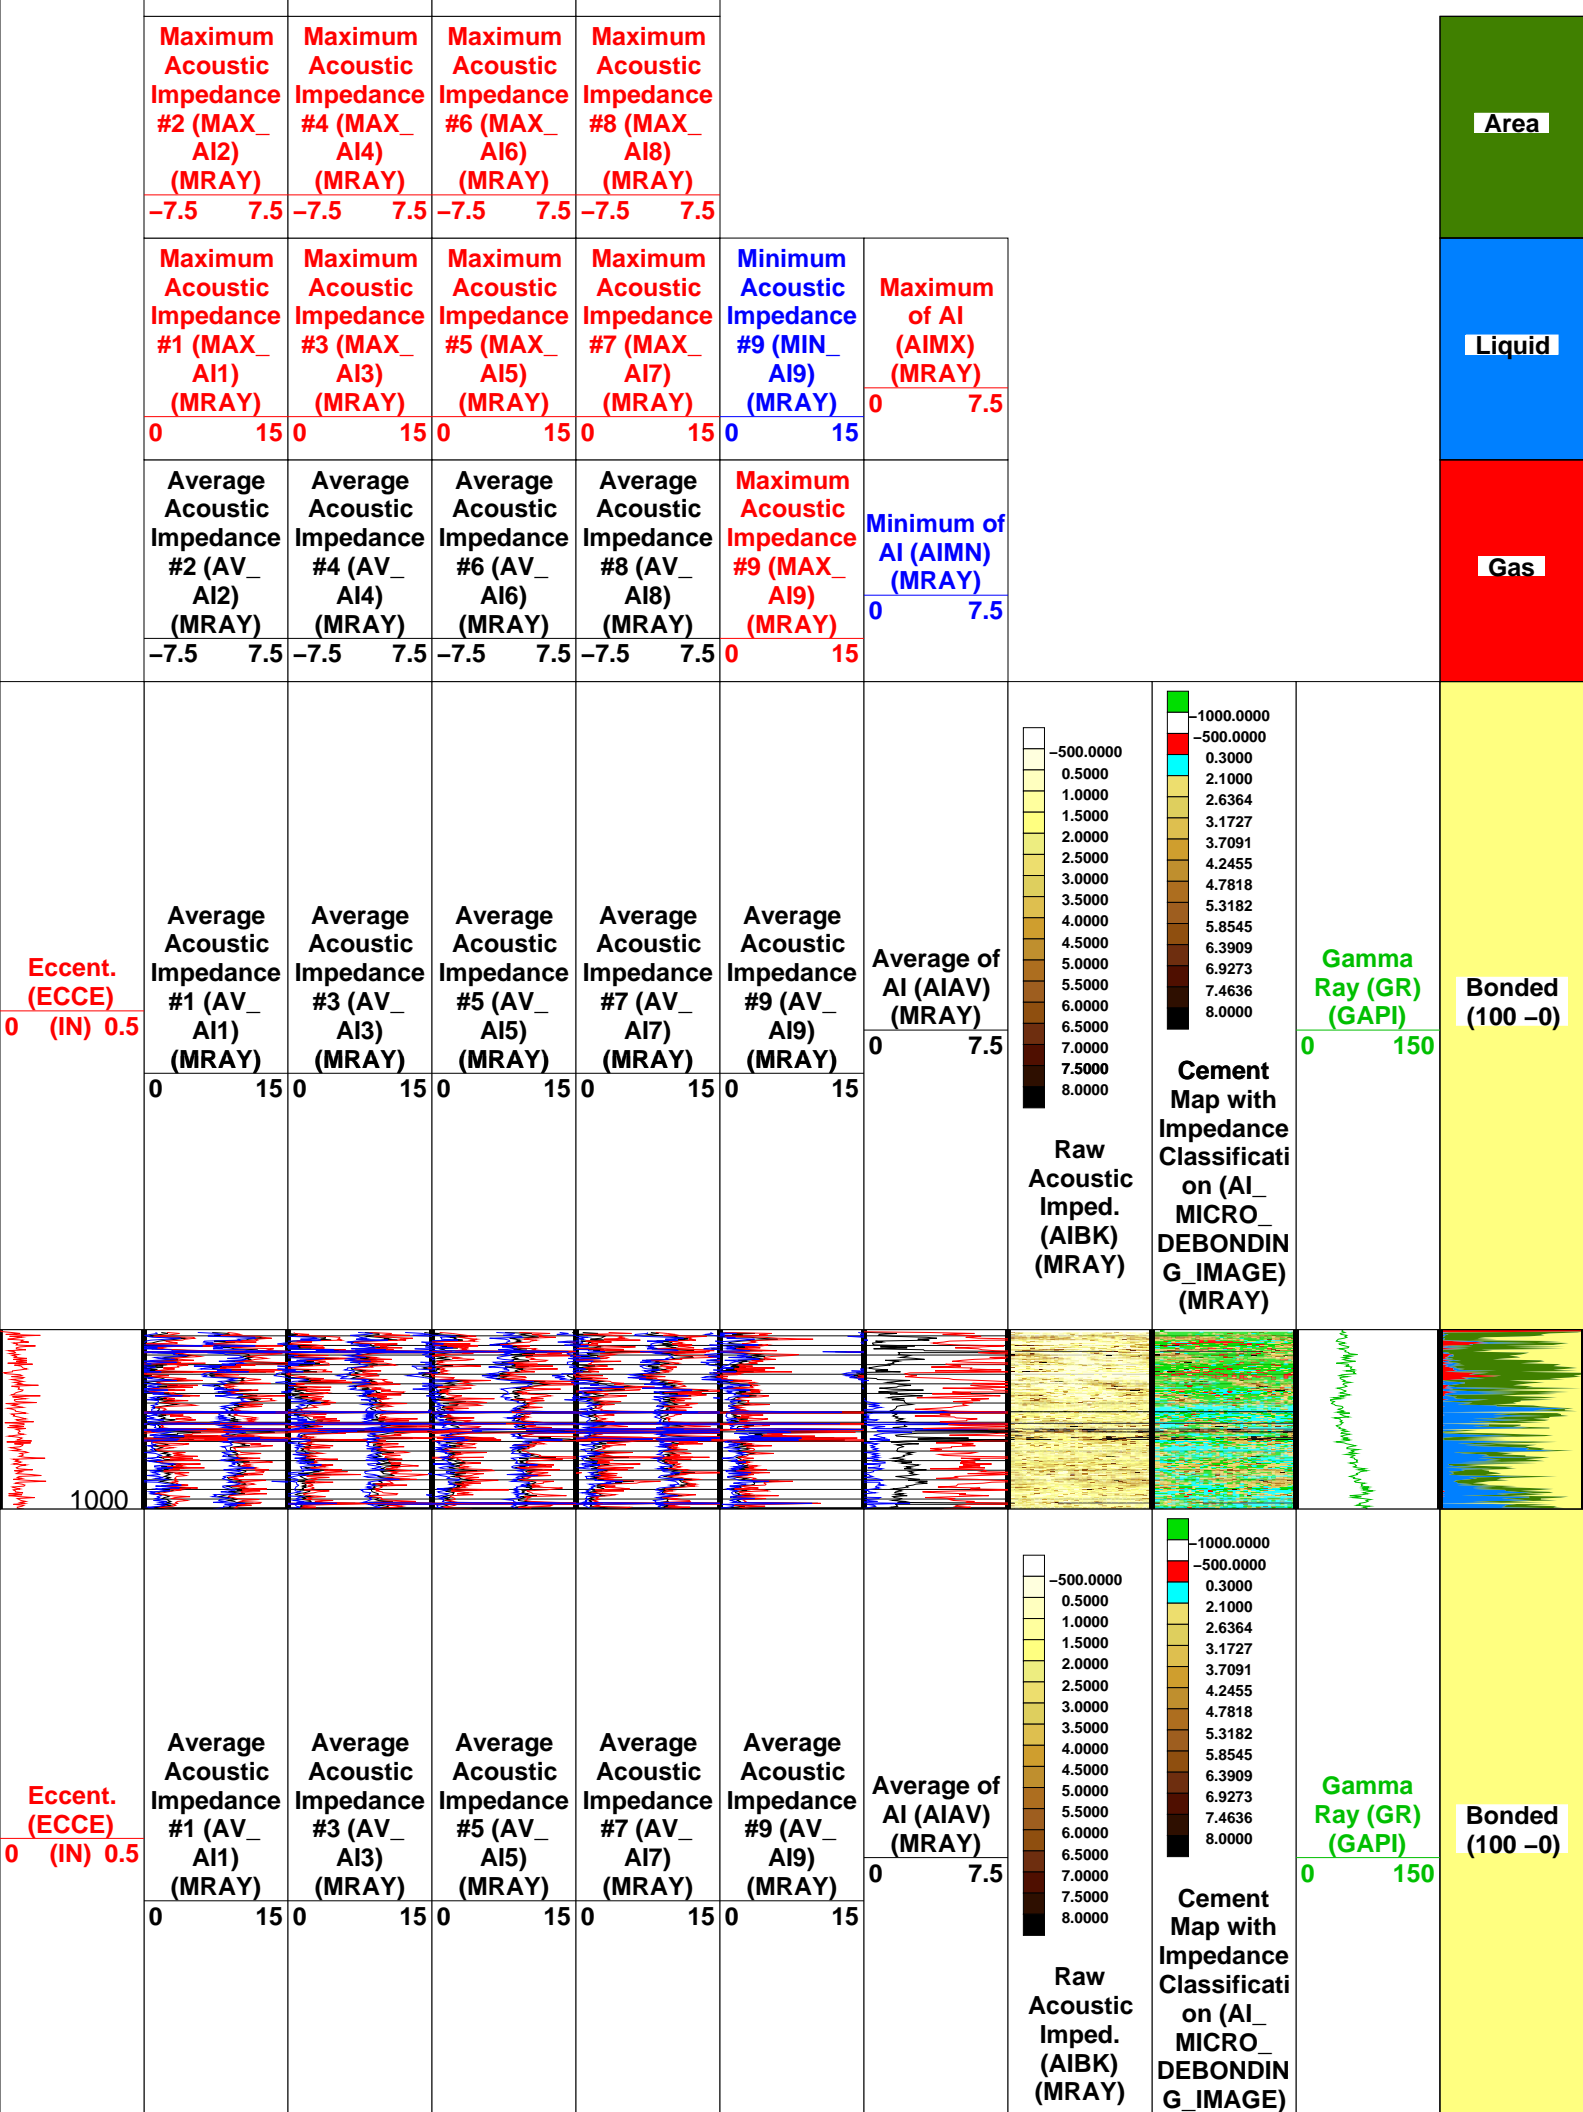 Maximum
Acoustic
Impedance
#2 (MAX_
AI2)
(MRAY)
−7.5 7.5
Maximum
Acoustic
Impedance
#4 (MAX_
AI4)
(MRAY)
−7.5 7.5
Maximum
Acoustic
Impedance
#6 (MAX_
AI6)
(MRAY)
−7.5 7.5
Maximum
Acoustic
Impedance
#8 (MAX_
AI8)
(MRAY)
−7.5 7.5
Area
Maximum
Acoustic
Impedance
#1 (MAX_
AI1)
(MRAY)
0 15
Maximum
Acoustic
Impedance
#3 (MAX_
AI3)
(MRAY)
0 15
Maximum
Acoustic
Impedance
#5 (MAX_
AI5)
(MRAY)
0 15
Maximum
Acoustic
Impedance
#7 (MAX_
AI7)
(MRAY)
0 15
Minimum
Acoustic
Impedance
#9 (MIN_
AI9)
(MRAY)
0 15
Maximum
of AI
(AIMX)
(MRAY)
0 7.5
Liquid
Average
Acoustic
Impedance
#2 (AV_
AI2)
(MRAY)
−7.5 7.5
Average
Acoustic
Impedance
#4 (AV_
AI4)
(MRAY)
−7.5 7.5
Average
Acoustic
Impedance
#6 (AV_
AI6)
(MRAY)
−7.5 7.5
Average
Acoustic
Impedance
#8 (AV_
AI8)
(MRAY)
−7.5 7.5
Maximum
Acoustic
Impedance
#9 (MAX_
AI9)
(MRAY)
0 15
Minimum of
AI (AIMN)
(MRAY)
0 7.5
Gas
Eccent.
(ECCE)
0 (IN) 0.5
Average
Acoustic
Impedance
#1 (AV_
AI1)
(MRAY)
0 15
Average
Acoustic
Impedance
#3 (AV_
AI3)
(MRAY)
0 15
Average
Acoustic
Impedance
#5 (AV_
AI5)
(MRAY)
0 15
Average
Acoustic
Impedance
#7 (AV_
AI7)
(MRAY)
0 15
Average
Acoustic
Impedance
#9 (AV_
AI9)
(MRAY)
0 15
Average of
AI (AIAV)
(MRAY)
0 7.5
−500.0000
0.5000
1.0000
1.5000
2.0000
2.5000
3.0000
3.5000
4.0000
4.5000
5.0000
5.5000
6.0000
6.5000
7.0000
7.5000
8.0000
Raw
Acoustic
Imped.
(AIBK)
(MRAY)
−1000.0000
−500.0000
0.3000
2.1000
2.6364
3.1727
3.7091
4.2455
4.7818
5.3182
5.8545
6.3909
6.9273
7.4636
8.0000
Cement
Map with
Impedance
Classificati
on (AI_
MICRO_
DEBONDIN
G_IMAGE)
(MRAY)
Gamma
Ray (GR)
(GAPI)
0 150
Bonded
(100 −0)
1000
Eccent.
(ECCE)
0 (IN) 0.5
Average
Acoustic
Impedance
#1 (AV_
AI1)
(MRAY)
0 15
Average
Acoustic
Impedance
#3 (AV_
AI3)
(MRAY)
0 15
Average
Acoustic
Impedance
#5 (AV_
AI5)
(MRAY)
0 15
Average
Acoustic
Impedance
#7 (AV_
AI7)
(MRAY)
0 15
Average
Acoustic
Impedance
#9 (AV_
AI9)
(MRAY)
0 15
Average of
AI (AIAV)
(MRAY)
0 7.5
−500.0000
0.5000
1.0000
1.5000
2.0000
2.5000
3.0000
3.5000
4.0000
4.5000
5.0000
5.5000
6.0000
6.5000
7.0000
7.5000
8.0000
Raw
Acoustic
Imped.
(AIBK)
(MRAY)
−1000.0000
−500.0000
0.3000
2.1000
2.6364
3.1727
3.7091
4.2455
4.7818
5.3182
5.8545
6.3909
6.9273
7.4636
8.0000
Cement
Map with
Impedance
Classificati
on (AI_
MICRO_
DEBONDIN
G_IMAGE)
Gamma
Ray (GR)
(GAPI)
0 150
Bonded
(100 −0)